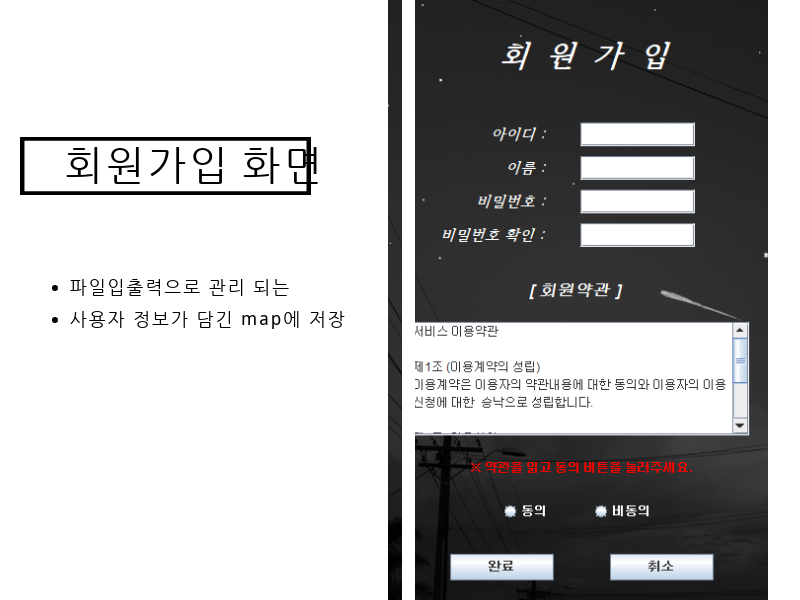 회원가입 화면
파일입출력으로 관리 되는
사용자 정보가 담긴 map에 저장
회 원 가 입
아이디 :
이름 :
비밀번호 :
비밀번호 확인 :
[ 회원약관 ]
서비스 이용약관
제1조 (이용계약의 성립)
이용계약은 이용자의 약관내용에 대한 동의와 이용자의 이용
신청에 대한 승낙으로 성립합니다.
※ 약관을 읽고 동의 버튼을 눌러주세요.
동의
비동의
완료
취소